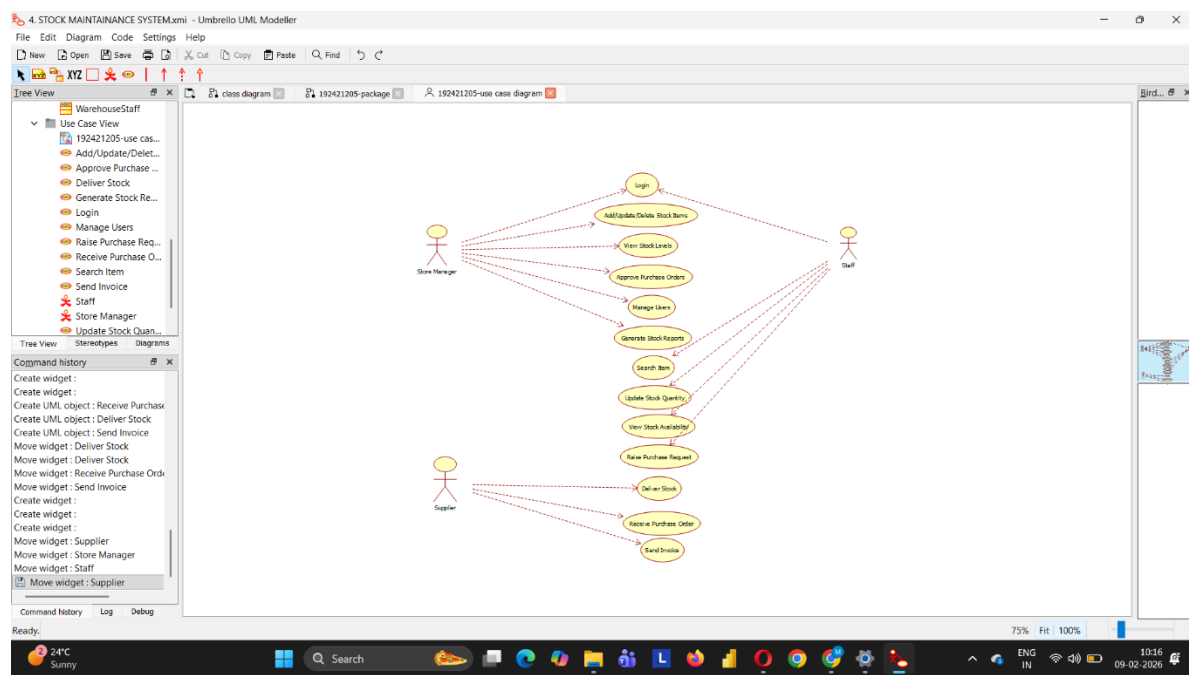 4. STOCK MAINTAINANCE SYSTEM.xmi - Umbrello UML Modeller
File Edit Diagram Code Settings Help
New Open Save Cut Copy Paste Find
XYZ XYZ
Tree View
class diagram 192421205-package 192421205-use case diagram
Bird...
WarehouseStaff
Use Case View
192421205-use cas...
Add/Update/Delet...
Approve Purchase ...
Deliver Stock
Generate Stock Re...
Login
Manage Users
Raise Purchase Req...
Receive Purchase O...
Search Item
Send Invoice
Staff
Store Manager
Update Stock Quan...
Tree View Stereotypes Diagrams
Command history
Create widget :
Create widget :
Create UML object : Receive Purchase
Create UML object : Deliver Stock
Create UML object : Send Invoice
Move widget : Deliver Stock
Move widget : Deliver Stock
Move widget : Receive Purchase Orde
Move widget : Send Invoice
Create widget :
Create widget :
Create widget :
Move widget : Supplier
Move widget : Store Manager
Move widget : Staff
Move widget : Supplier
Command history Log Debug
Login
Add/Update/Delete Stock Items
View Stock Levels
Store Manager
Staff
Approve Purchase Orders
Manage Users
Generate Stock Reports
Search Item
Update Stock Quantity
View Stock Availability
Raise Purchase Request
Deliver Stock
Supplier
Receive Purchase Order
Send Invoice
Ready.
75% Fit 100%
2
24°C
Sunny
Search
L
M
ENG
IN
10:16
09-02-2026